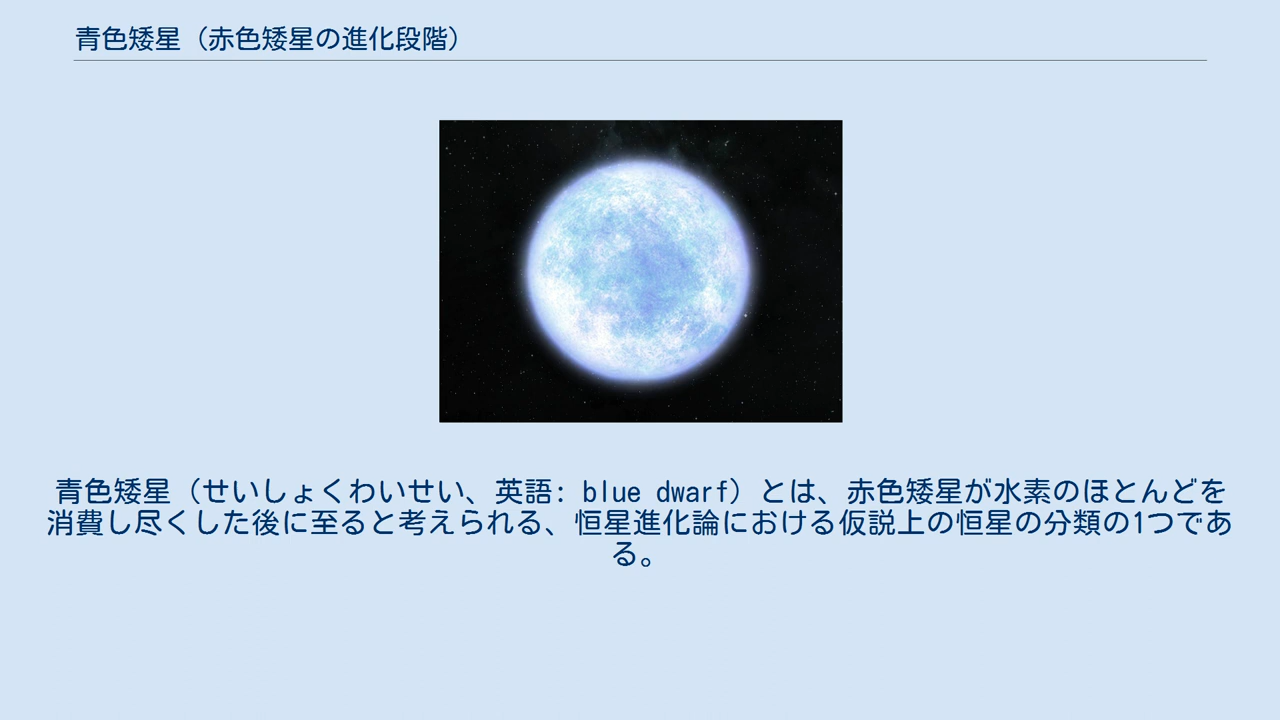 青色矮星（赤色矮星の進化段階）
青色矮星（せいしょくわいせい、英語: blue dwarf）とは、赤色矮星が水素のほとんどを
消費し尽くした後に至ると考えられる、恒星進化論における仮説上の恒星の分類の1つであ
る。